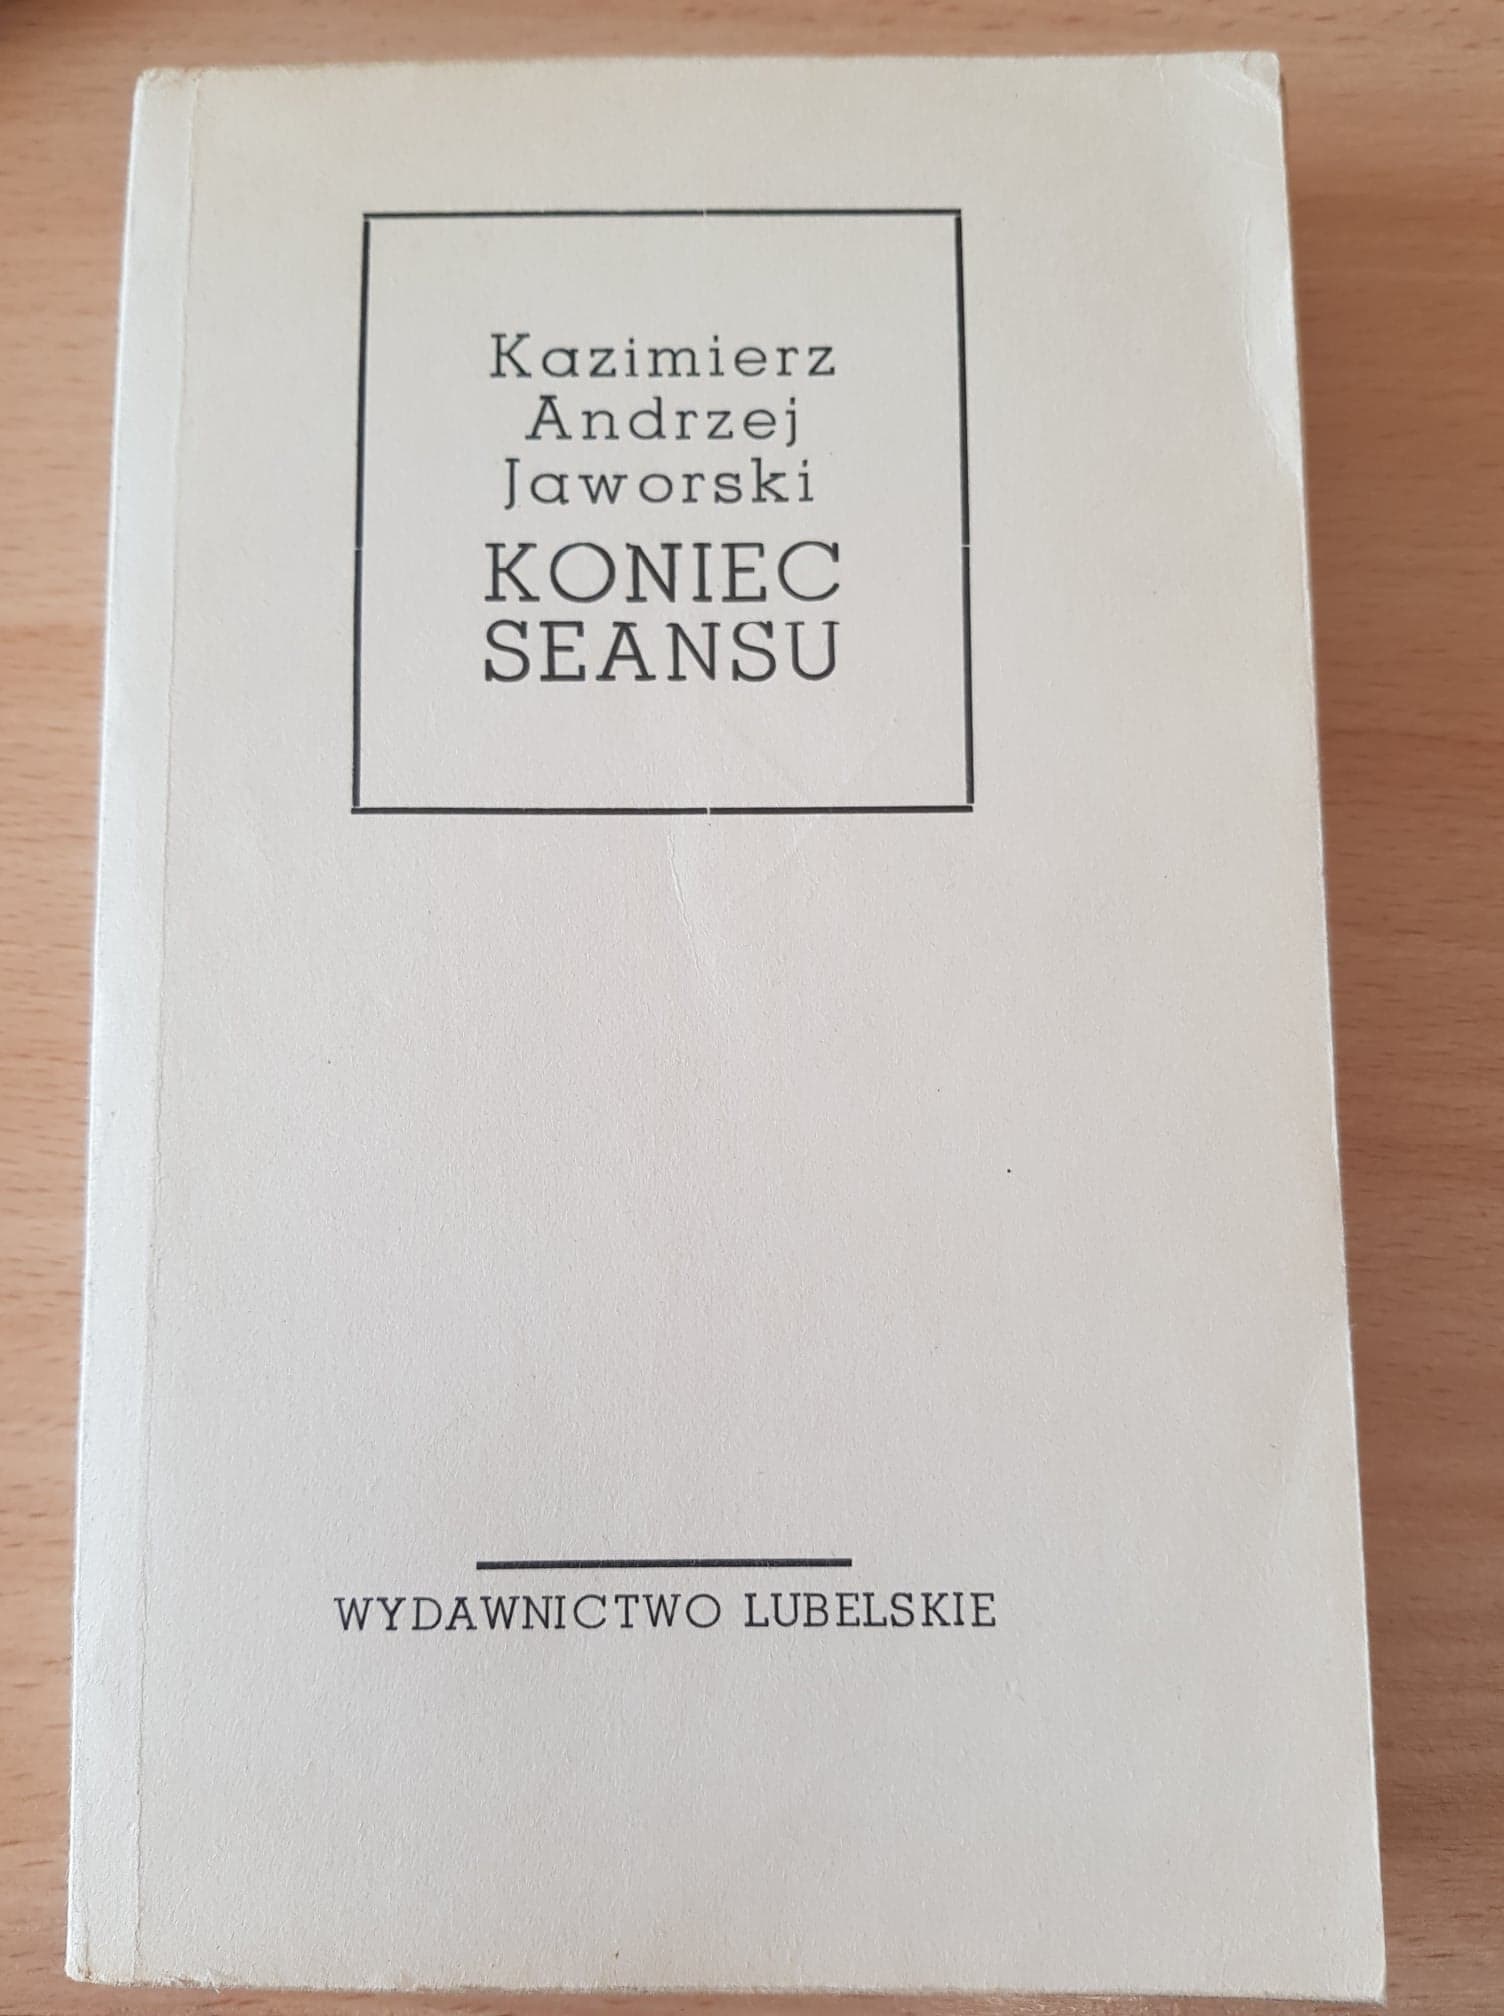 Kazimierz
Andrzej
Jaworski
KONIEC
SEANSU
WYDAWNICTWO LUBELSKIE